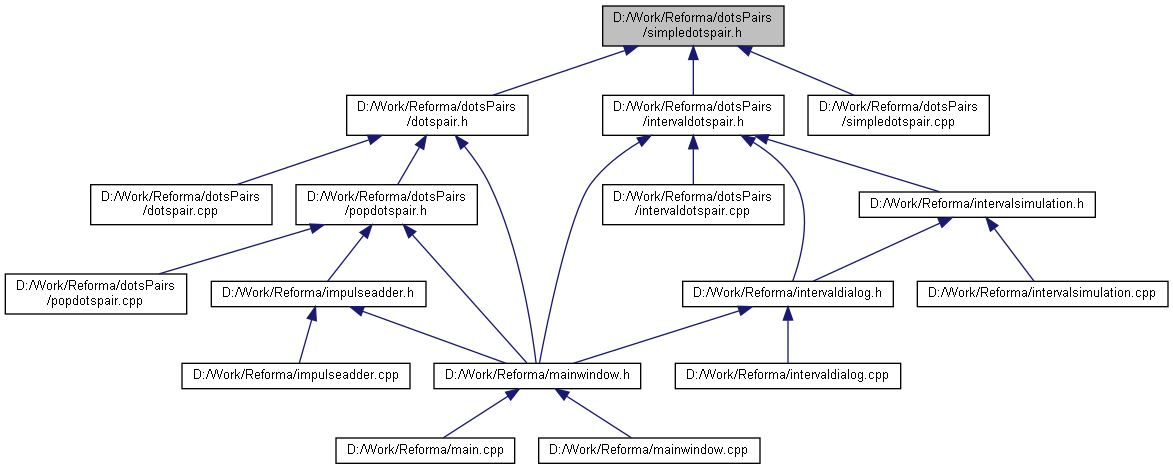 D:/Work/Reforma/dotsPairs
/simpledotspair.h
D:/Work/Reforma/dotsPairs
/dotspair.h
D:/Work/Reforma/dotsPairs
/intervaldotspair.h
D:/Work/Reforma/dotsPairs
/simpledotspair.cpp
D:/Work/Reforma/dotsPairs
/dotspair.cpp
D:/Work/Reforma/dotsPairs
/popdotspair.h
D:/Work/Reforma/dotsPairs
/intervaldotspair.cpp
D:/Work/Reforma/intervalsimulation.h
D:/Work/Reforma/dotsPairs
/popdotspair.cpp
D:/Work/Reforma/impulseadder.h
D:/Work/Reforma/intervaldialog.h
D:/Work/Reforma/intervalsimulation.cpp
D:/Work/Reforma/impulseadder.cpp
D:/Work/Reforma/mainwindow.h
D:/Work/Reforma/intervaldialog.cpp
D:/Work/Reforma/main.cpp
D:/Work/Reforma/mainwindow.cpp